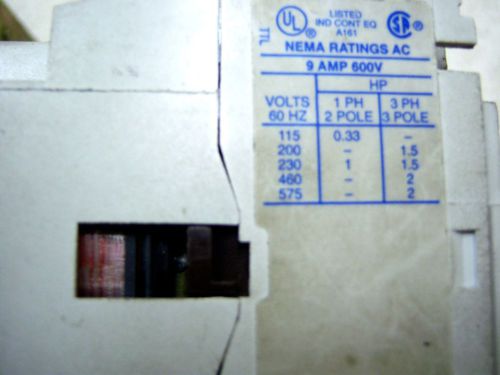 UL ® LISTED SA ®
IND CONT EQ
A161
TTL
NEMA RATINGS AC
9 AMP 600V
HP
VOLTS 1 PH 3 PH
60 HZ 2 POLE 3 POLE
115 0.33 –
200 – 1.5
230 1 1.5
460 – 2
575 – 2